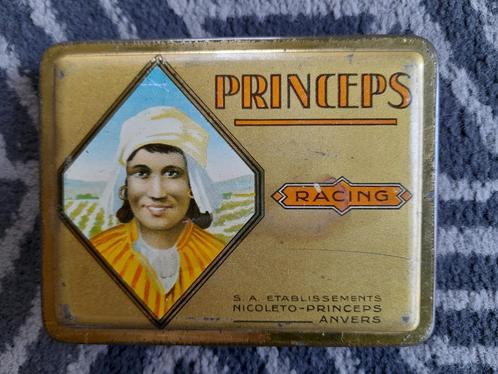 PRINCEPS
RACING
S. A. ETABLISSEMENTS
NICOLETO-PRINCEPS
ANVERS